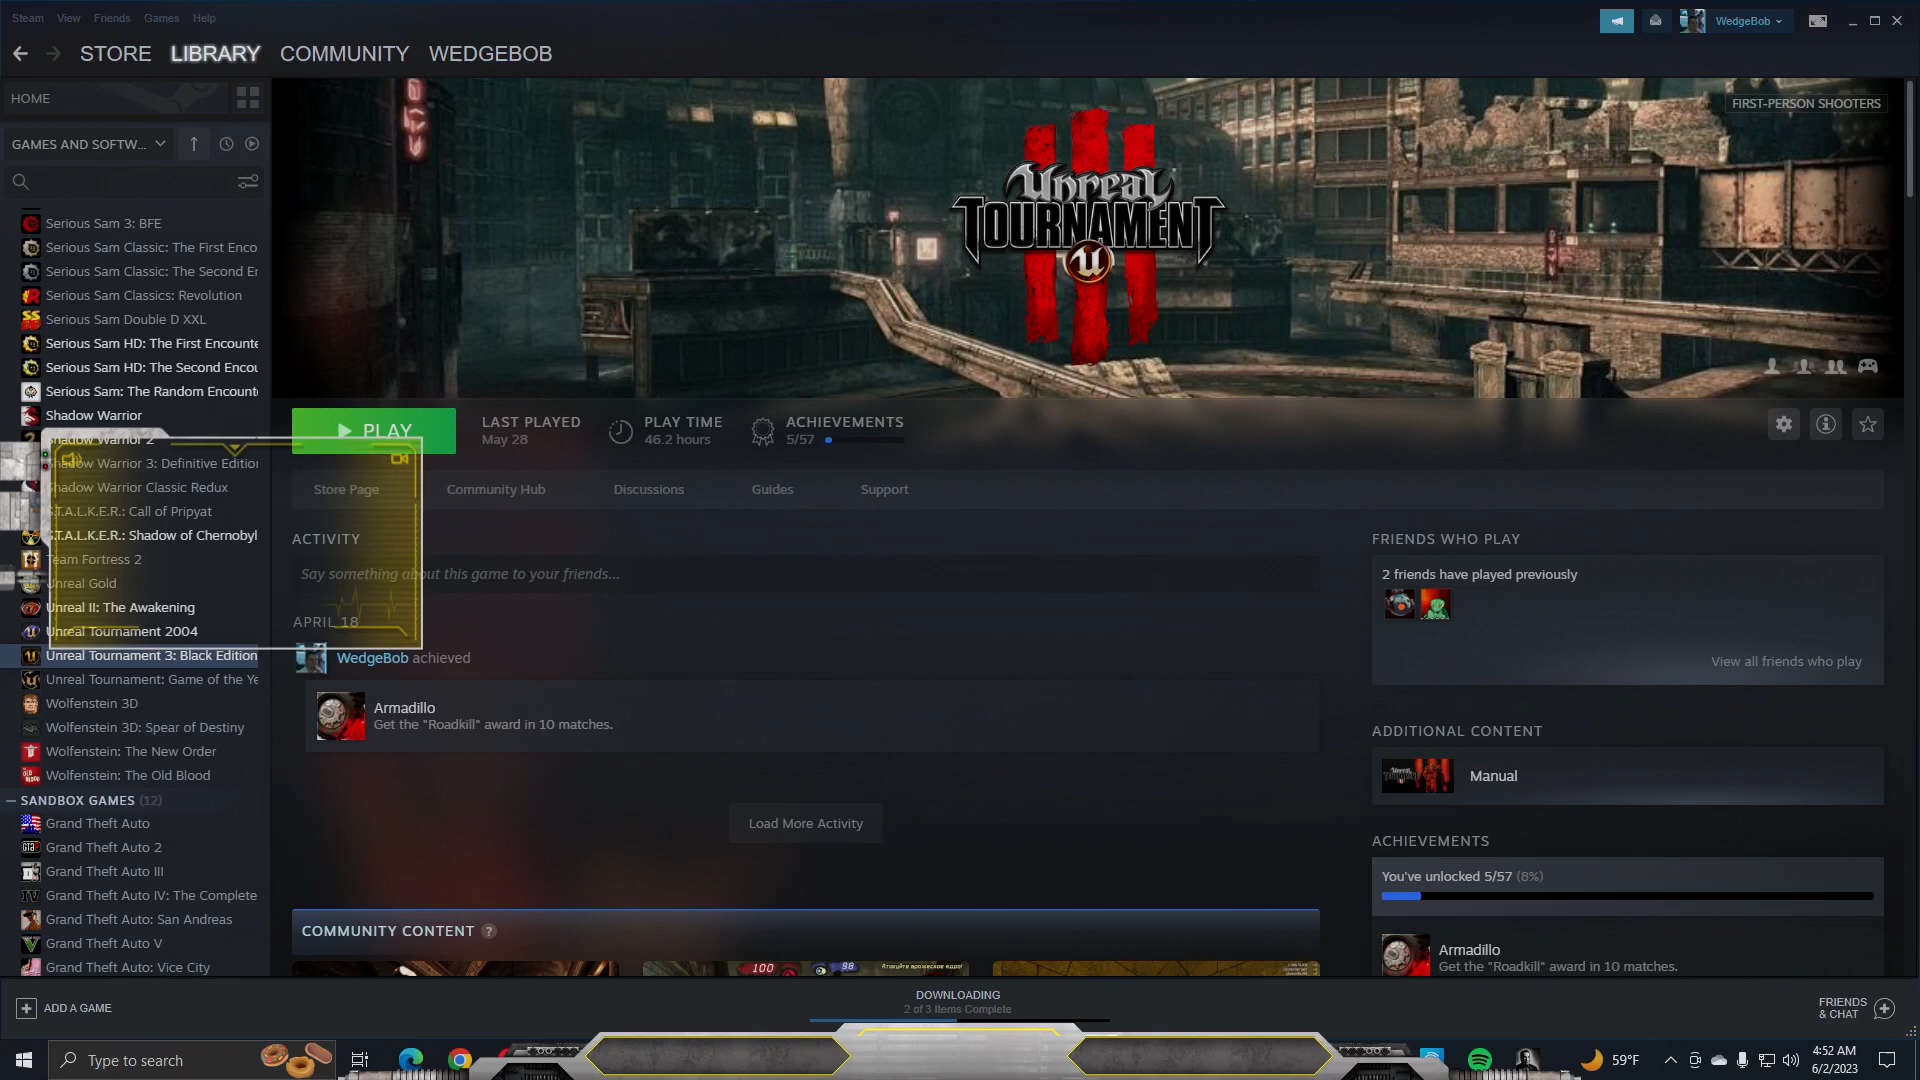 Steam View Friends Games Help
WedgeBob
STORE LIBRARY COMMUNITY WEDGEBOB
HOME
GAMES AND SOFTW...
Serious Sam 3: BFE
Serious Sam Classic: The First Enco
Serious Sam Classic: The Second Er
Serious Sam Classics: Revolution
Serious Sam Double D XXL
Serious Sam HD: The First Encounte
Serious Sam HD: The Second Encou
Serious Sam: The Random Encount
Shadow Warrior
Shadow Warrior 2
Shadow Warrior 3: Definitive Edition
Shadow Warrior Classic Redux
S.T.A.L.K.E.R.: Call of Pripyat
S.T.A.L.K.E.R.: Shadow of Chernobyl
Team Fortress 2
Unreal Gold
Unreal II: The Awakening
Unreal Tournament 2004
Unreal Tournament 3: Black Edition
Unreal Tournament: Game of the Ye
Wolfenstein 3D
Wolfenstein 3D: Spear of Destiny
Wolfenstein: The New Order
Wolfenstein: The Old Blood
SANDBOX GAMES (12)
Grand Theft Auto
Grand Theft Auto 2
Grand Theft Auto III
Grand Theft Auto IV: The Complete
Grand Theft Auto: San Andreas
Grand Theft Auto V
Grand Theft Auto: Vice City
FIRST-PERSON SHOOTERS
Unreal
TOURNAMENT
PLAY
LAST PLAYED
May 28
PLAY TIME
46.2 hours
ACHIEVEMENTS
5/57
Store Page Community Hub Discussions Guides Support
ACTIVITY
Say something about this game to your friends...
APRIL 18
WedgeBob achieved
Armadillo
Get the "Roadkill" award in 10 matches.
Load More Activity
COMMUNITY CONTENT ?
100 98 Атакуйте вражеское ядро!
FRIENDS WHO PLAY
2 friends have played previously
View all friends who play
ADDITIONAL CONTENT
Manual
ACHIEVEMENTS
You've unlocked 5/57 (8%)
Armadillo
Get the "Roadkill" award in 10 matches.
ADD A GAME
DOWNLOADING
2 of 3 Items Complete
FRIENDS
& CHAT
Type to search
59°F
4:52 AM
6/2/2023